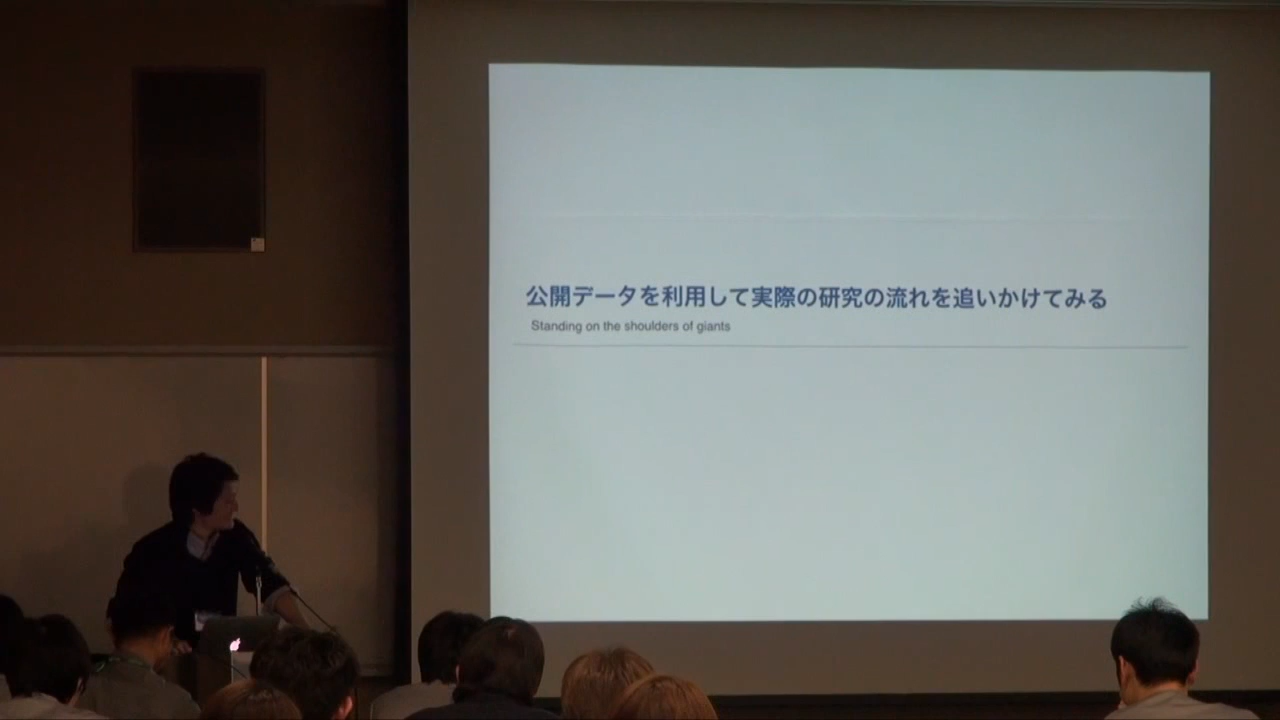 公開データを利用して実際の研究の流れを追いかけてみる
Standing on the shoulders of giants